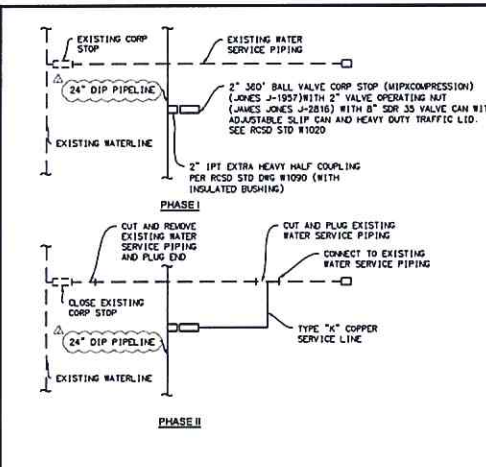 EXISTING CORP
STOP
EXISTING WATER
SERVICE PIPING
24" DIP PIPELINE
2" 360° BALL VALVE CORP STOP (MIPXCOMPRESSION)
(JONES J-1957)WITH 2" VALVE OPERATING NUT
(JAMES JONES J-2816) WITH 8" SDR 35 VALVE CAN WIT
ADJUSTABLE SLIP CAN AND HEAVY DUTY TRAFFIC LID.
SEE RCSD STD W1020
EXISTING WATERLINE
2" IPT EXTRA HEAVY HALF COUPLING
PER RCSD STD DWG W1090 (WITH
INSULATED BUSHING)
PHASE I
CUT AND REMOVE
EXISTING WATER
SERVICE PIPING
AND PLUG END
CUT AND PLUG EXISTING
WATER SERVICE PIPING
CONNECT TO EXISTING
WATER SERVICE PIPING
CLOSE EXISTING
CORP STOP
24" DIP PIPELINE
TYPE "K" COPPER
SERVICE LINE
EXISTING WATERLINE
PHASE II